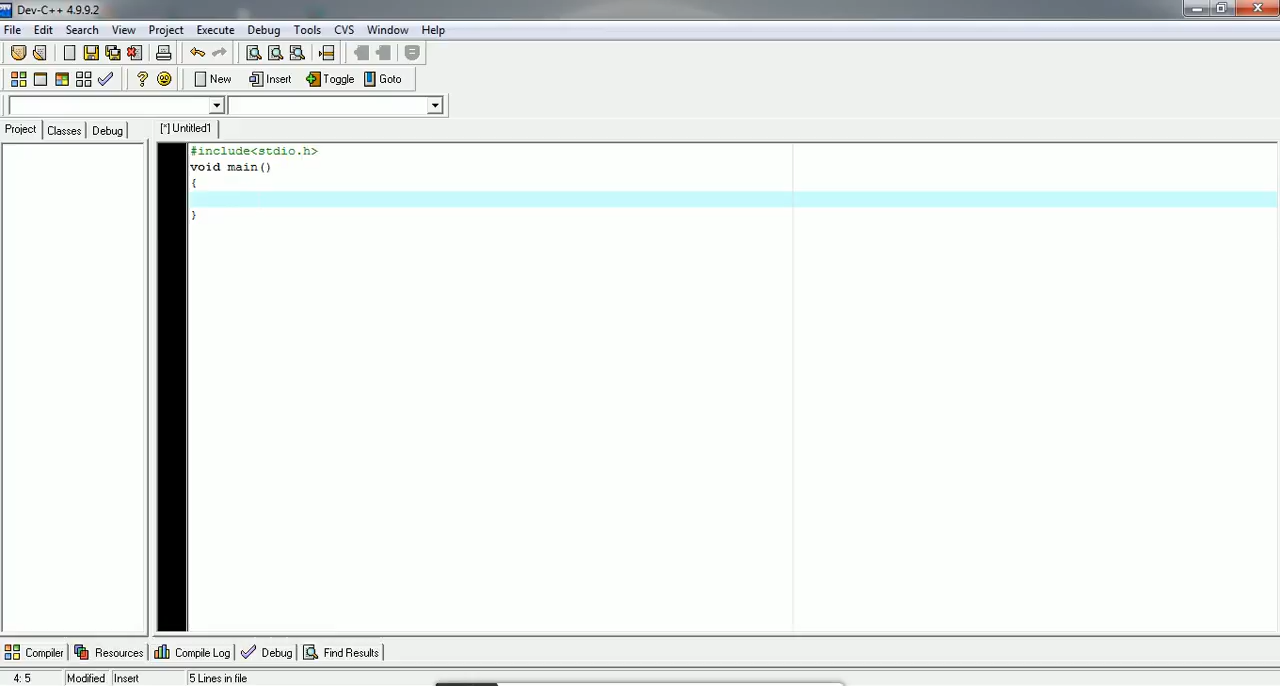 Dev-C++ 4.9.9.2
File Edit Search View Project Execute Debug Tools CVS Window Help
New Insert Toggle Goto
Project Classes Debug [*] Untitled1
#include<stdio.h>
void main()
{
}
Compiler Resources Compile Log Debug Find Results
4: 5 Modified Insert 5 Lines in file